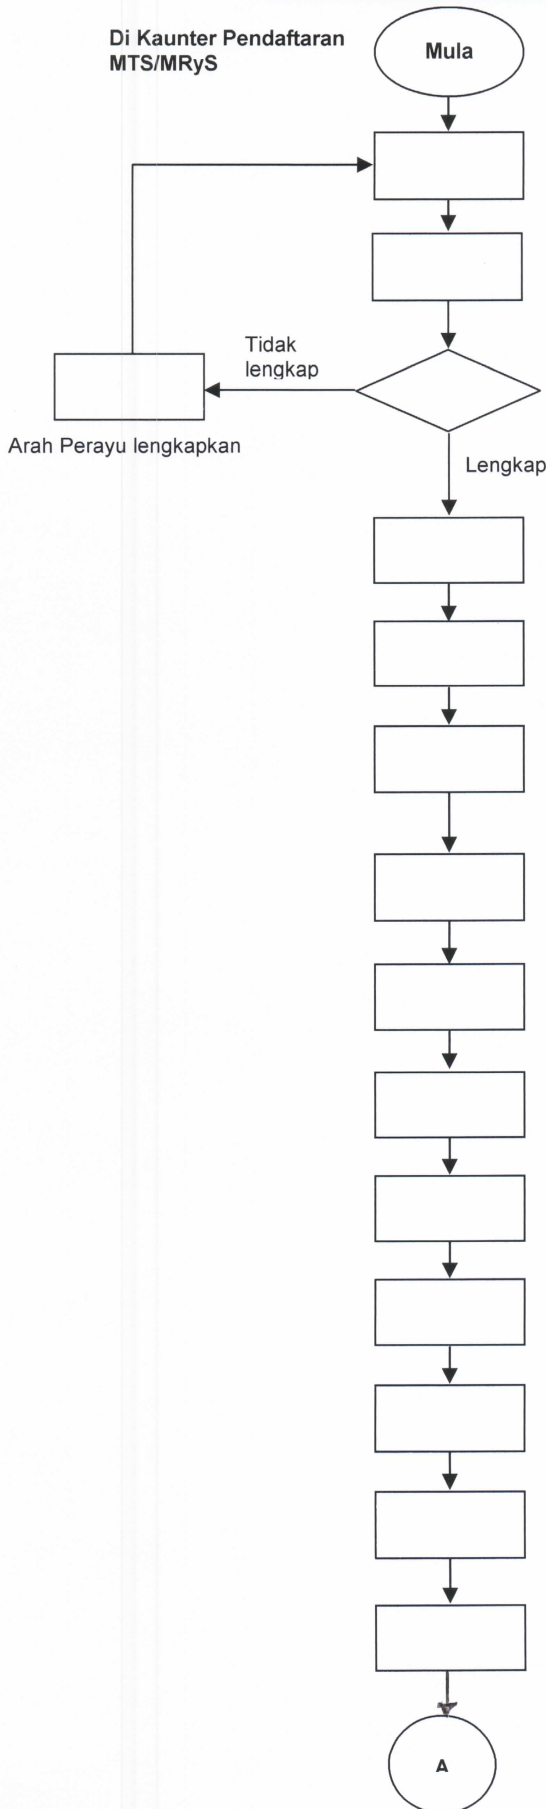 Di Kaunter Pendaftaran
MTS/MRyS
Mula
Tidak
lengkap
Arah Perayu lengkapkan
Lengkap
A